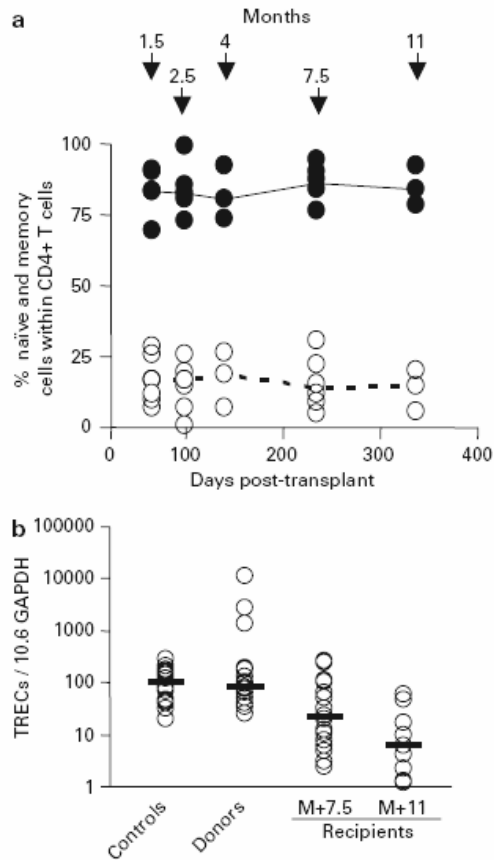 a
Months
1.5 4 11
2.5 7.5
% naïve and memory
cells within CD4+ T cells
100
75
50
25
0
0 100 200 300 400
Days post-transplant
b
TRECs / 10.6 GAPDH
100000
10000
1000
100
10
1
Controls Donors M+7.5 M+11
Recipients